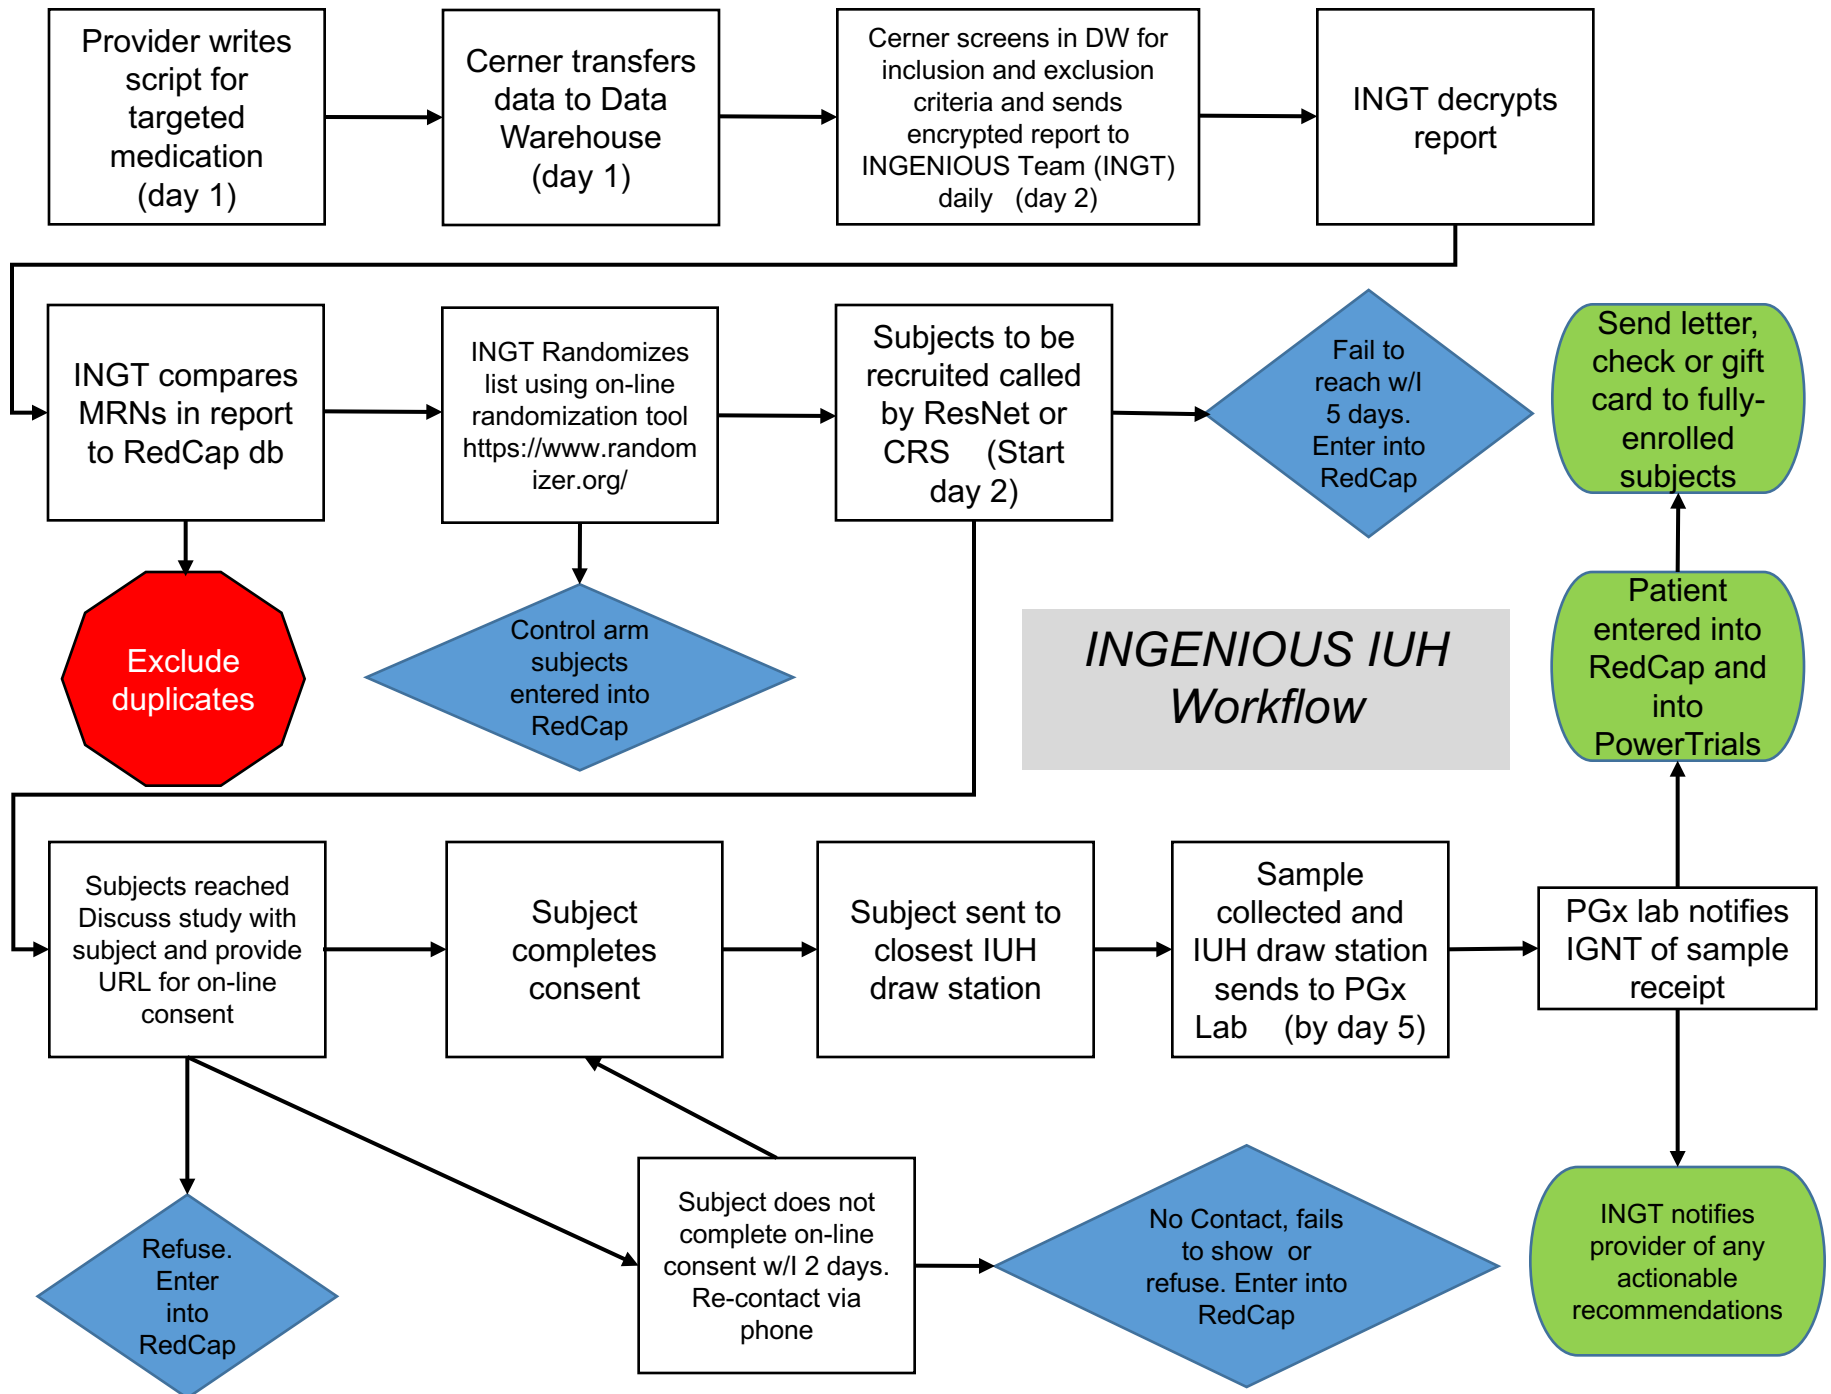 Provider writes
script for
targeted
medication
(day 1)
Cerner transfers
data to Data
Warehouse
(day 1)
Cerner screens in DW for
inclusion and exclusion
criteria and sends
encrypted report to
INGENIOUS Team (INGT)
daily (day 2)
INGT decrypts
report
INGT compares
MRNs in report
to RedCap db
INGT Randomizes
list using on-line
randomization tool
https://www.random
izer.org/
Subjects to be
recruited called
by ResNet or
CRS (Start
day 2)
Fail to
reach w/I
5 days.
Enter into
RedCap
Send letter,
check or gift
card to fully-
enrolled
subjects
Exclude
duplicates
Control arm
subjects
entered into
RedCap
INGENIOUS IUH
Workflow
Patient
entered into
RedCap and
into
PowerTrials
Subjects reached
Discuss study with
subject and provide
URL for on-line
consent
Subject
completes
consent
Subject sent to
closest IUH
draw station
Sample
collected and
IUH draw station
sends to PGx
Lab (by day 5)
PGx lab notifies
IGNT of sample
receipt
Refuse.
Enter
into
RedCap
Subject does not
complete on-line
consent w/I 2 days.
Re-contact via
phone
No Contact, fails
to show or
refuse. Enter into
RedCap
INGT notifies
provider of any
actionable
recommendations